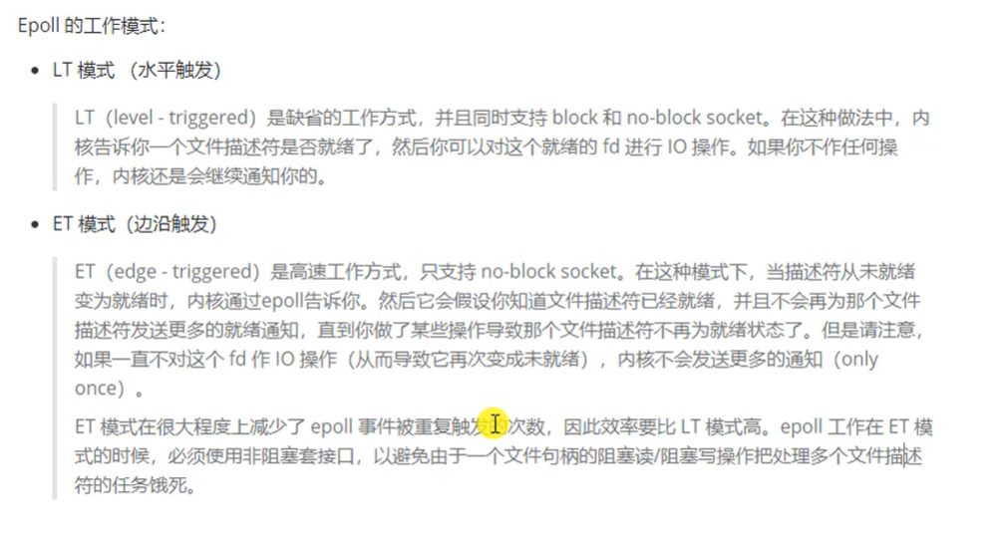 Epoll 的工作模式：
• LT 模式 （水平触发）
LT（level - triggered）是缺省的工作方式，并且同时支持 block 和 no-block socket。在这种做法中，内
核告诉你一个文件描述符是否就绪了，然后你可以对这个就绪的 fd 进行 IO 操作。如果你不作任何操
作，内核还是会继续通知你的。
• ET 模式（边沿触发）
ET（edge - triggered）是高速工作方式，只支持 no-block socket。在这种模式下，当描述符从未就绪
变为就绪时，内核通过epoll告诉你。然后它会假设你知道文件描述符已经就绪，并且不会再为那个文件
描述符发送更多的就绪通知，直到你做了某些操作导致那个文件描述符不再为就绪状态了。但是请注意，
如果一直不对这个 fd 作 IO 操作（从而导致它再次变成未就绪），内核不会发送更多的通知（only
once）。
ET 模式在很大程度上减少了 epoll 事件被重复触发的次数，因此效率要比 LT 模式高。epoll 工作在 ET 模
式的时候，必须使用非阻塞套接口，以避免由于一个文件句柄的阻塞读/阻塞写操作把处理多个文件描述
符的任务饿死。